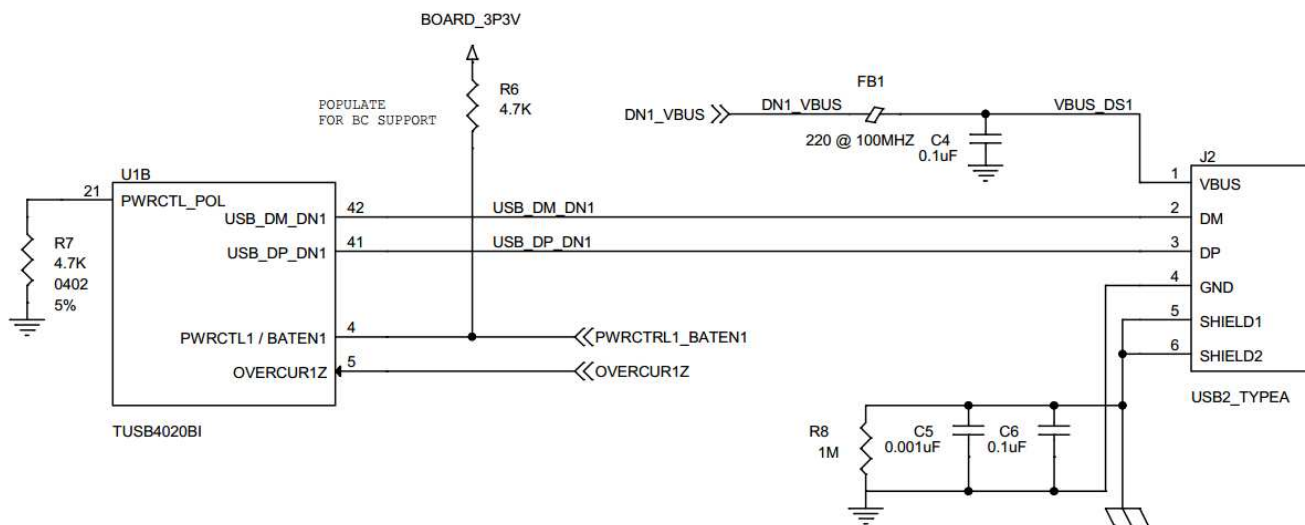 BOARD_3P3V
R6
4.7K
POPULATE
FOR BC SUPPORT
FB1
DN1_VBUS
DN1_VBUS
VBUS_DS1
220 @ 100MHZ
C4
0.1uF
J2
U1B
21
PWRCTL_POL
1
VBUS
USB_DM_DN1
42
USB_DM_DN1
2
DM
USB_DP_DN1
41
USB_DP_DN1
3
DP
R7
4.7K
0402
5%
4
GND
PWRCTL1 / BATEN1
4
PWRCTRL1_BATEN1
5
SHIELD1
OVERCUR1Z
5
OVERCUR1Z
6
SHIELD2
USB2_TYPEA
TUSB4020BI
R8
1M
C5
0.001uF
C6
0.1uF